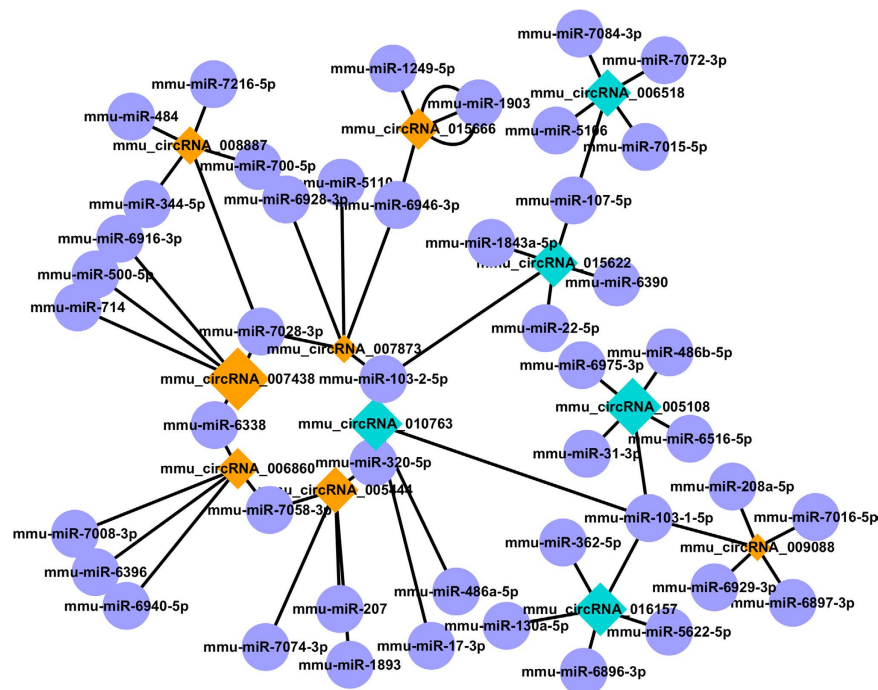 mmu-miR-7084-3p
mmu-miR-7072-3p
mmu-miR-1249-5p
mmu-miR-7216-5p
mmu_circRNA_006518
mmu-miR-1903
mmu-miR-484
mmu_circRNA_015666
mmu-miR-5106
mmu_circRNA_008887
mmu-miR-7015-5p
mmu-miR-700-5p
mu-miR-5110
mmu-miR-6928-3p
mmu-miR-107-5p
mmu-miR-344-5p
mmu-miR-6946-3p
mmu-miR-6916-3p
mmu-miR-1843a-5p
mmu_circRNA_015622
mmu-miR-500-5p
mmu-miR-6390
mmu-miR-714
mmu-miR-7028-3p
mmu-miR-22-5p
mmu_circRNA_007873
mmu-miR-486b-5p
mmu-miR-6975-3p
mmu_circRNA_007438
mmu-miR-103-2-5p
mmu_circRNA_005108
mmu-miR-6338
mmu_circRNA_010763
mmu-miR-6516-5p
mmu-miR-31-3p
mmu-miR-320-5p
mmu_circRNA_006860
mmu-miR-208a-5p
mu_circRNA_005444
mmu-miR-7058-3p
mmu-miR-103-1-5p
mmu-miR-7016-5p
mmu-miR-7008-3p
mmu-miR-362-5p
mmu_circRNA_009088
mmu-miR-6396
mmu-miR-6929-3p
mmu-miR-486a-5p
mmu-miR-6897-3p
mmu-miR-6940-5p
mmu-miR-207
mmu_circRNA_016157
mmu-miR-130a-5p
mmu-miR-5622-5p
mmu-miR-7074-3p
mmu-miR-17-3p
mmu-miR-1893
mmu-miR-6896-3p